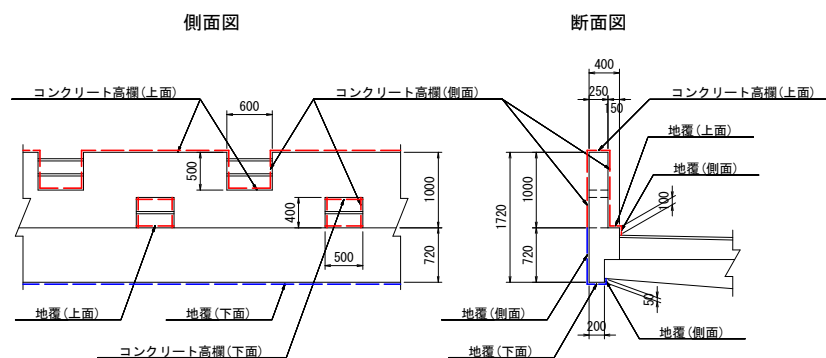 側面図
断面図
400
コンクリート高欄(上面)
600
コンクリート高欄(側面)
250
150
コンクリート高欄(上面)
地覆(上面)
地覆(側面)
500
400
500
1000
720
1720
1000
720
100
50
200
地覆(上面)
地覆(下面)
コンクリート高欄(下面)
地覆(側面)
地覆(下面)
地覆(側面)